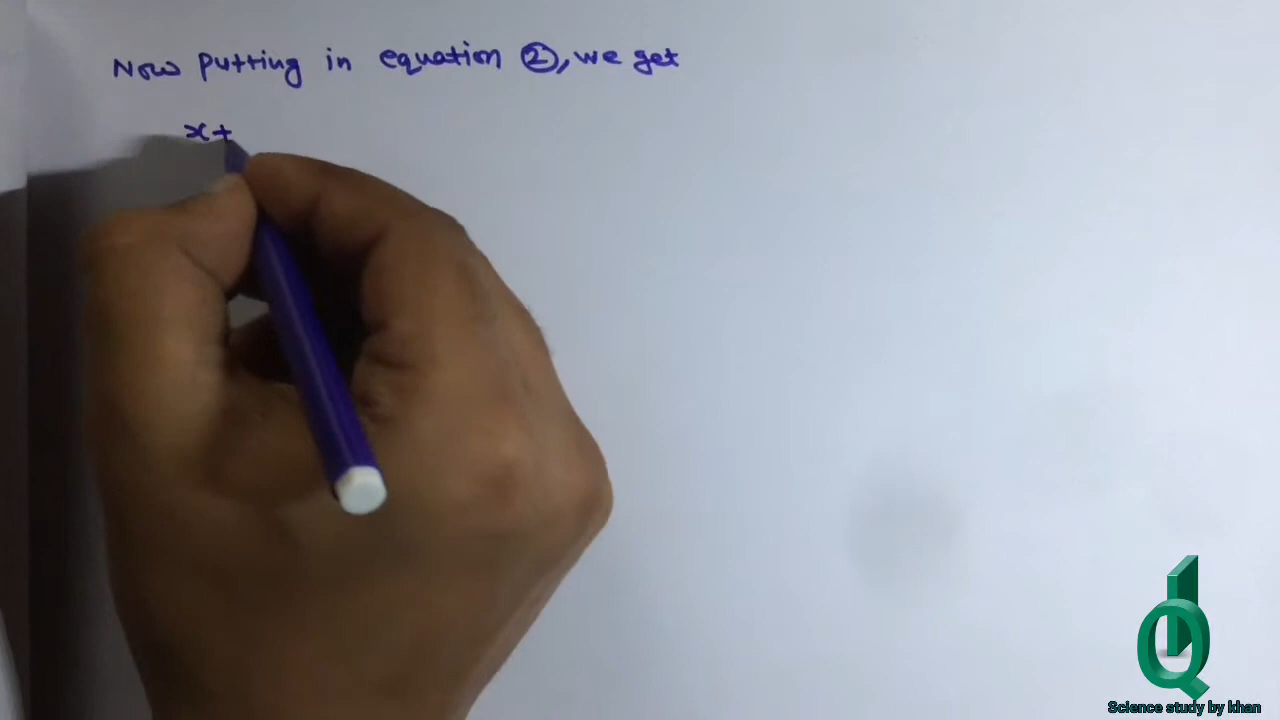 Now putting in equation ②, we get
x+
Science study by khan